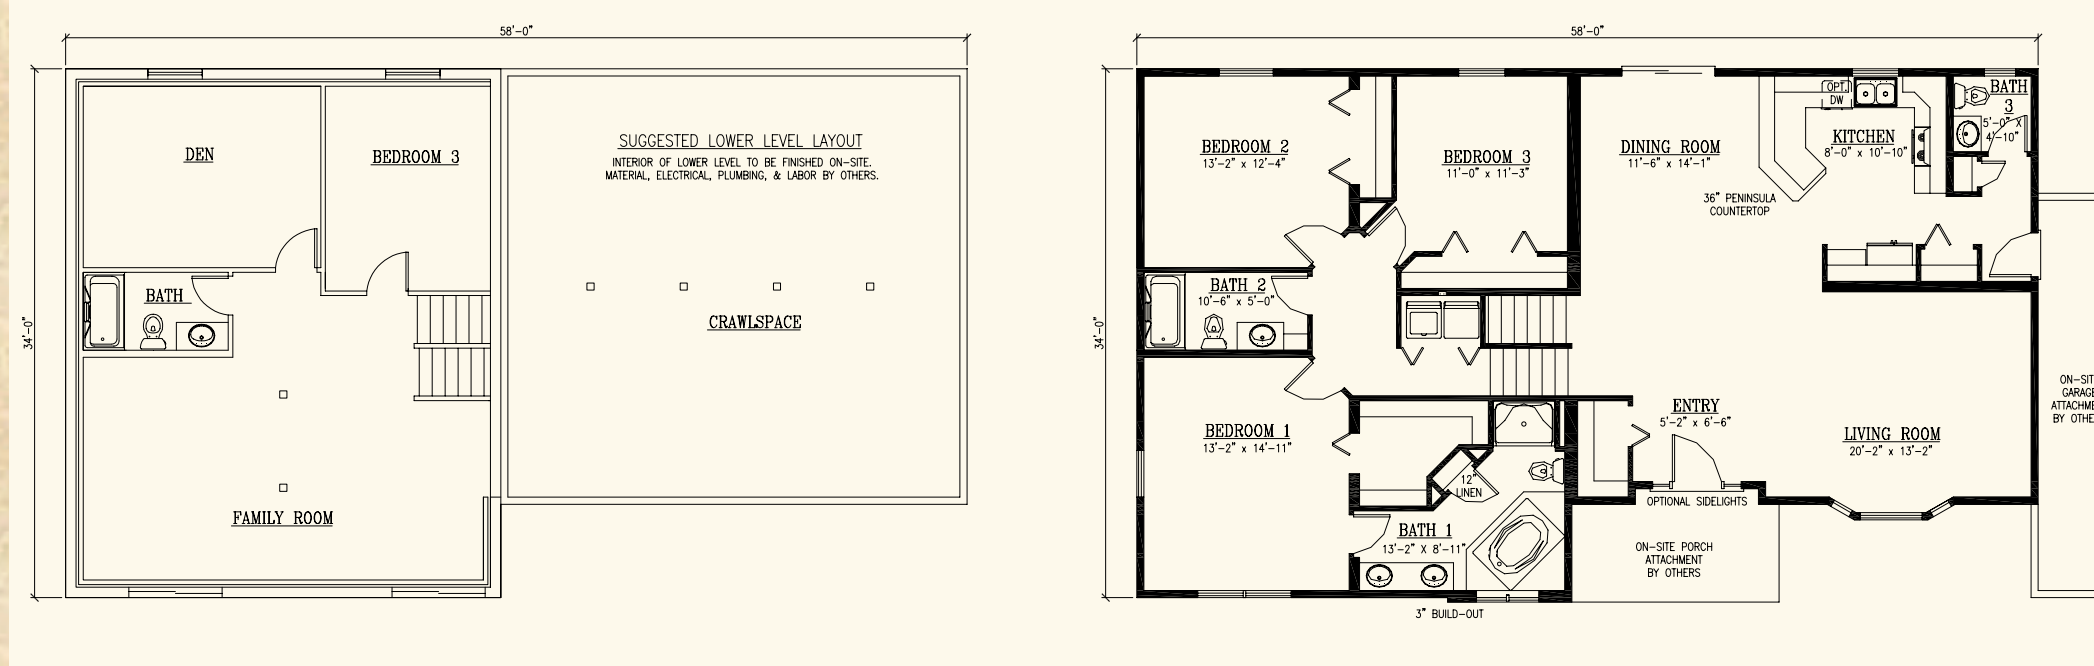 58'-0"
34'-0"
DEN
BEDROOM 3
SUGGESTED LOWER LEVEL LAYOUT
INTERIOR OF LOWER LEVEL TO BE FINISHED ON-SITE.
MATERIAL, ELECTRICAL, PLUMBING, & LABOR BY OTHERS.
BATH
CRAWLSPACE
FAMILY ROOM
58'-0"
34'-0"
BEDROOM 2
13'-2" x 12'-4"
BEDROOM 3
11'-0" x 11'-3"
DINING ROOM
11'-6" x 14'-1"
OPT.
DW
KITCHEN
8'-0" x 10'-10"
BATH
3
5'-0" X
4'-10"
36" PENINSULA
COUNTERTOP
BATH 2
10'-6" x 5'-0"
BEDROOM 1
13'-2" x 14'-11"
ENTRY
5'-2" x 6'-6"
LIVING ROOM
20'-2" x 13'-2"
12"
LINEN
OPTIONAL SIDELIGHTS
BATH 1
13'-2" X 8'-11"
ON-SITE PORCH
ATTACHMENT
BY OTHERS
3" BUILD-OUT
ON-SIT
GARAGE
ATTACHME
BY OTHE